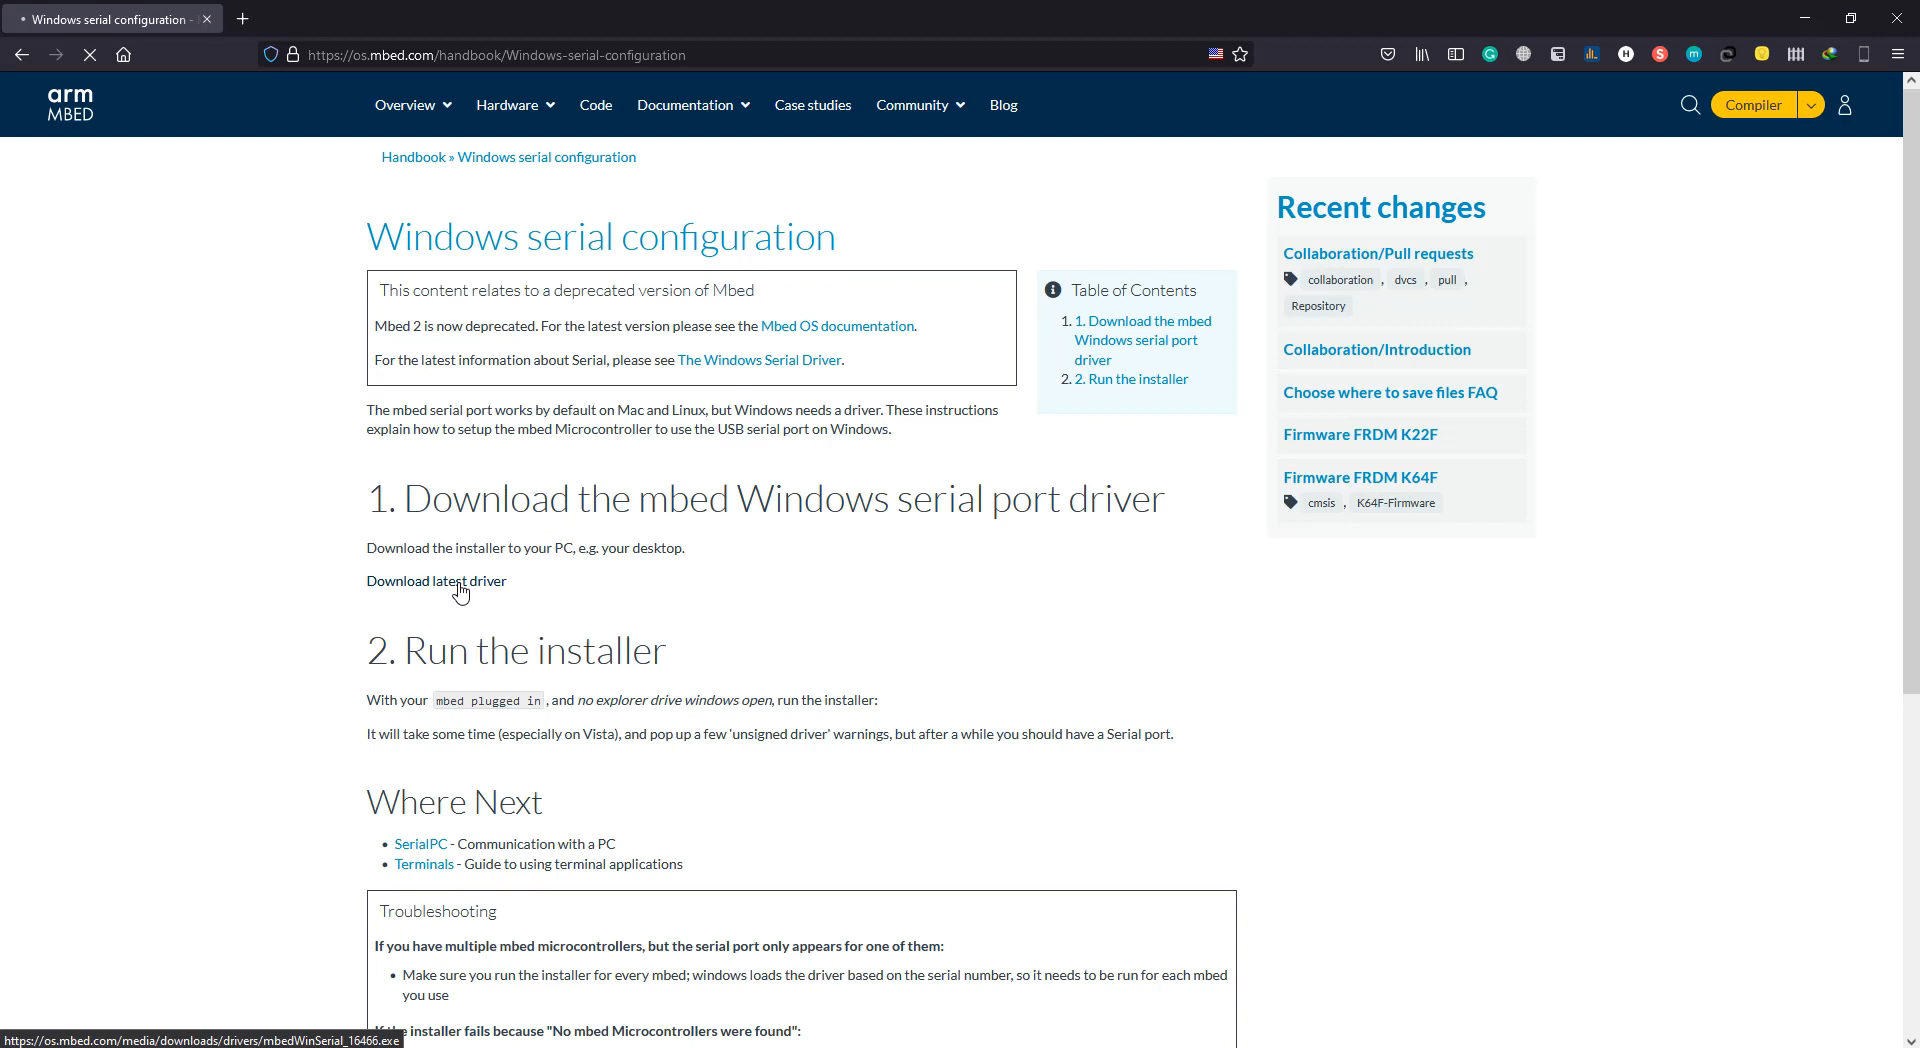 Windows serial configuration -
https://os.mbed.com/handbook/Windows-serial-configuration
arm
MBED
Overview
Hardware
Code
Documentation
Case studies
Community
Blog
Compiler
Handbook » Windows serial configuration
Windows serial configuration
This content relates to a deprecated version of Mbed
Mbed 2 is now deprecated. For the latest version please see the Mbed OS documentation.
For the latest information about Serial, please see The Windows Serial Driver.
Table of Contents
1. 1. Download the mbed
Windows serial port
driver
2. 2. Run the installer
The mbed serial port works by default on Mac and Linux, but Windows needs a driver. These instructions
explain how to setup the mbed Microcontroller to use the USB serial port on Windows.
1. Download the mbed Windows serial port driver
Download the installer to your PC, e.g. your desktop.
Download latest driver
2. Run the installer
With your mbed plugged in, and no explorer drive windows open, run the installer:
It will take some time (especially on Vista), and pop up a few 'unsigned driver' warnings, but after a while you should have a Serial port.
Where Next
• SerialPC - Communication with a PC
• Terminals - Guide to using terminal applications
Troubleshooting
If you have multiple mbed microcontrollers, but the serial port only appears for one of them:
• Make sure you run the installer for every mbed; windows loads the driver based on the serial number, so it needs to be run for each mbed
you use
If the installer fails because "No mbed Microcontrollers were found":
Recent changes
Collaboration/Pull requests
collaboration , dvcs , pull ,
Repository
Collaboration/Introduction
Choose where to save files FAQ
Firmware FRDM K22F
Firmware FRDM K64F
cmsis , K64F-Firmware
https://os.mbed.com/media/downloads/drivers/mbedWinSerial_16466.exe